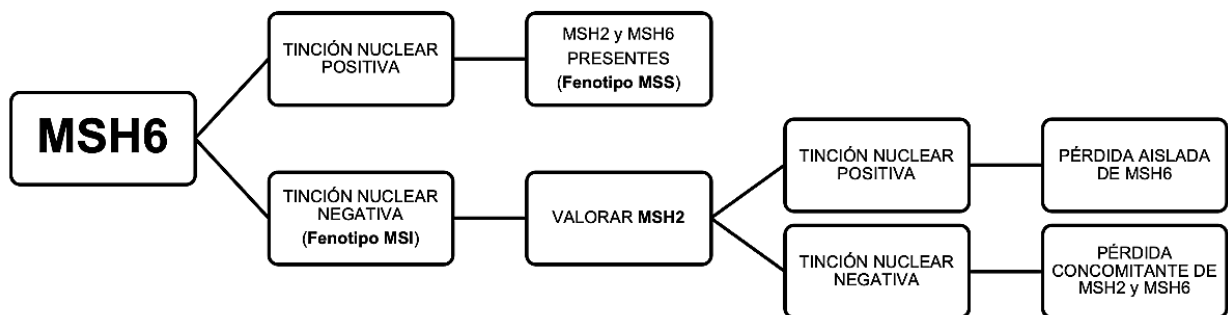 MSH6
TINCIÓN NUCLEAR
POSITIVA
MSH2 y MSH6
PRESENTES
(Fenotipo MSS)
TINCIÓN NUCLEAR
NEGATIVA
(Fenotipo MSI)
VALORAR MSH2
TINCIÓN NUCLEAR
POSITIVA
PÉRDIDA AISLADA
DE MSH6
TINCIÓN NUCLEAR
NEGATIVA
PÉRDIDA
CONCOMITANTE DE
MSH2 y MSH6